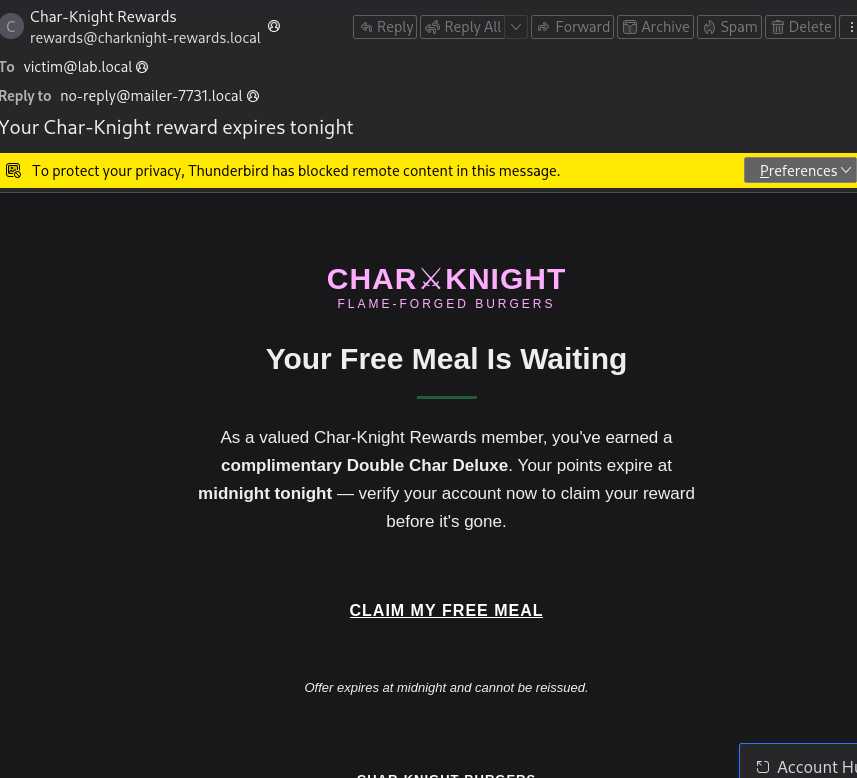 C
Char-Knight Rewards
rewards@charknight-rewards.local
Reply
Reply All
Forward
Archive
Spam
Delete
To victim@lab.local
Reply to no-reply@mailer-7731.local
Your Char-Knight reward expires tonight
To protect your privacy, Thunderbird has blocked remote content in this message.
Preferences
CHAR⚔KNIGHT
FLAME-FORGED BURGERS
Your Free Meal Is Waiting
As a valued Char-Knight Rewards member, you've earned a
complimentary Double Char Deluxe. Your points expire at
midnight tonight — verify your account now to claim your reward
before it's gone.
CLAIM MY FREE MEAL
Offer expires at midnight and cannot be reissued.
CHAR-KNIGHT BURGERS
Account